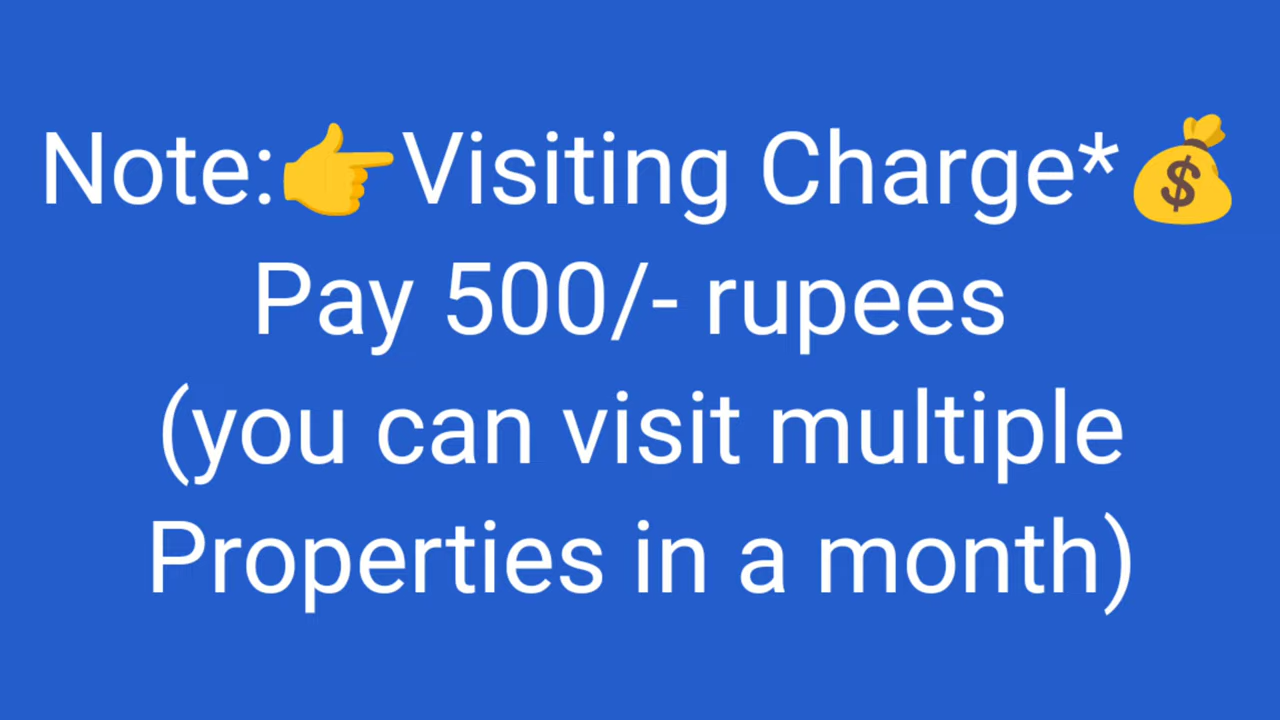 Note:👉Visiting Charge*💰
Pay 500/- rupees
(you can visit multiple
Properties in a month)